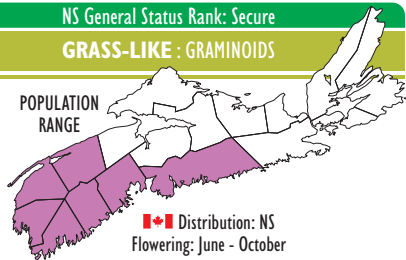 NS General Status Rank: Secure
GRASS-LIKE : GRAMINOIDS
POPULATION
RANGE
Distribution: NS
Flowering: June - October